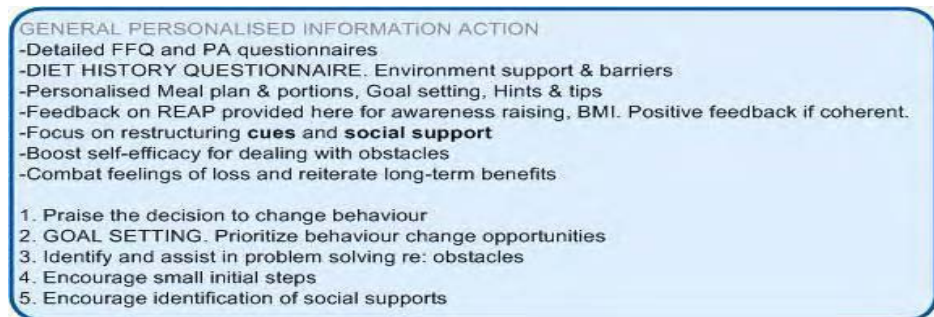 GENERAL PERSONALISED INFORMATION ACTION
-Detailed FFQ and PA questionnaires
-DIET HISTORY QUESTIONNAIRE. Environment support & barriers
-Personalised Meal plan & portions, Goal setting, Hints & tips
-Feedback on REAP provided here for awareness raising, BMI. Positive feedback if coherent.
-Focus on restructuring cues and social support
-Boost self-efficacy for dealing with obstacles
-Combat feelings of loss and reiterate long-term benefits
1. Praise the decision to change behaviour
2. GOAL SETTING. Prioritize behaviour change opportunities
3. Identify and assist in problem solving re: obstacles
4. Encourage small initial steps
5. Encourage identification of social supports